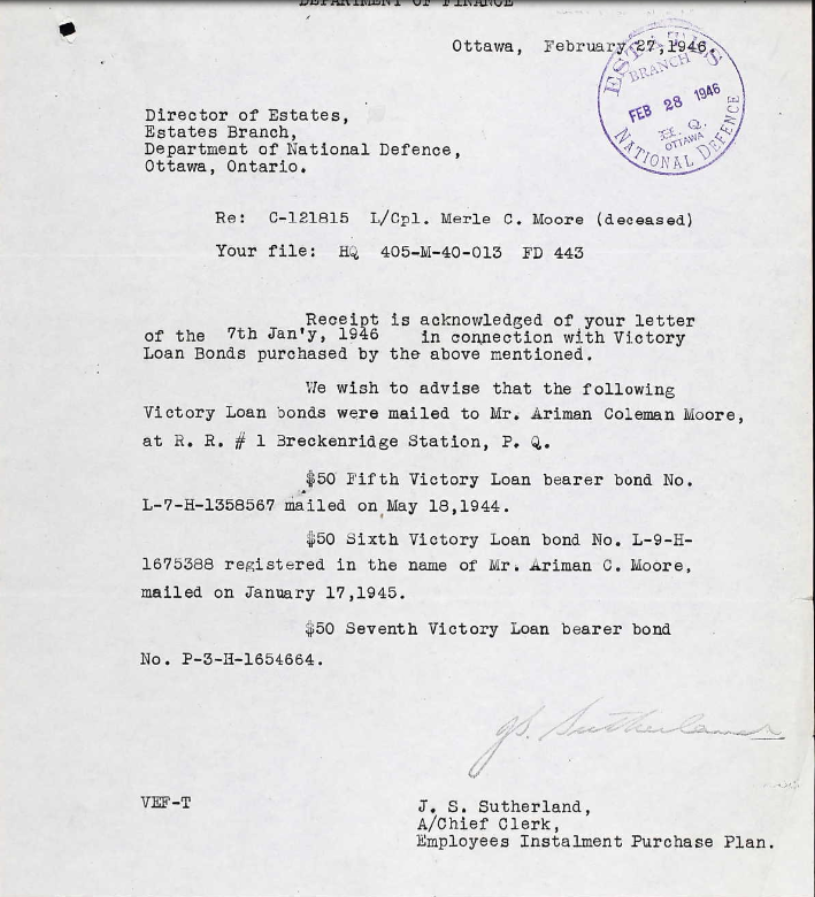 DEPARTMENT OF FINANCE
Ottawa, February 27,1946.
ESTATES
BRANCH
FEB 28 1946
H. Q.
OTTAWA
NATIONAL DEFENCE
Director of Estates,
Estates Branch,
Department of National Defence,
Ottawa, Ontario.
Re: C-121815 L/Cpl. Merle C. Moore (deceased)
Your file: HQ 405-M-40-013 FD 443
Receipt is acknowledged of your letter
of the 7th Jan'y, 1946 in connection with Victory
Loan Bonds purchased by the above mentioned.
We wish to advise that the following
Victory Loan bonds were mailed to Mr. Ariman Coleman Moore,
at R. R. # 1 Breckenridge Station, P. Q.
$50 Fifth Victory Loan bearer bond No.
L-7-H-1358567 mailed on May 18,1944.
$50 Sixth Victory Loan bond No. L-9-H-
1675388 registered in the name of Mr. Ariman C. Moore,
mailed on January 17,1945.
$50 Seventh Victory Loan bearer bond
No. P-3-H-1654664.
J.S. Sutherland
VEF-T
J. S. Sutherland,
A/Chief Clerk,
Employees Instalment Purchase Plan.